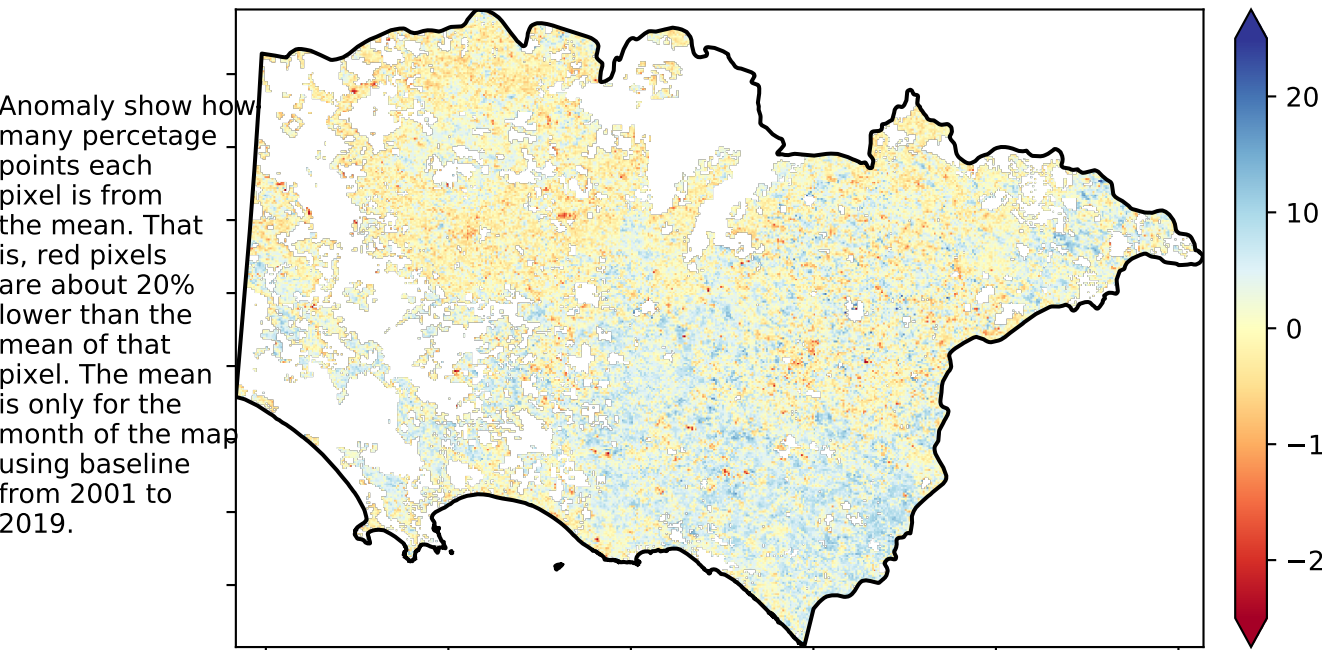 Anomaly show how
many percetage
points each
pixel is from
the mean. That
is, red pixels
are about 20%
lower than the
mean of that
pixel. The mean
is only for the
month of the map
using baseline
from 2001 to
2019.
20
10
0
−1
−2